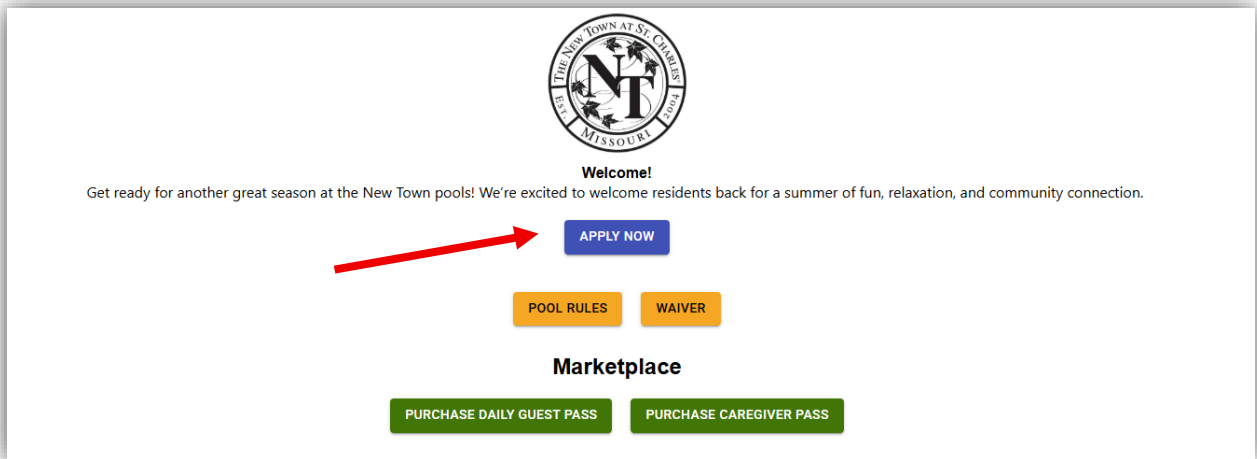 THE NEW TOWN AT ST. CHARLES
NT
EST. 2004
MISSOURI
Welcome!
Get ready for another great season at the New Town pools! We're excited to welcome residents back for a summer of fun, relaxation, and community connection.
APPLY NOW
POOL RULES WAIVER
Marketplace
PURCHASE DAILY GUEST PASS PURCHASE CAREGIVER PASS